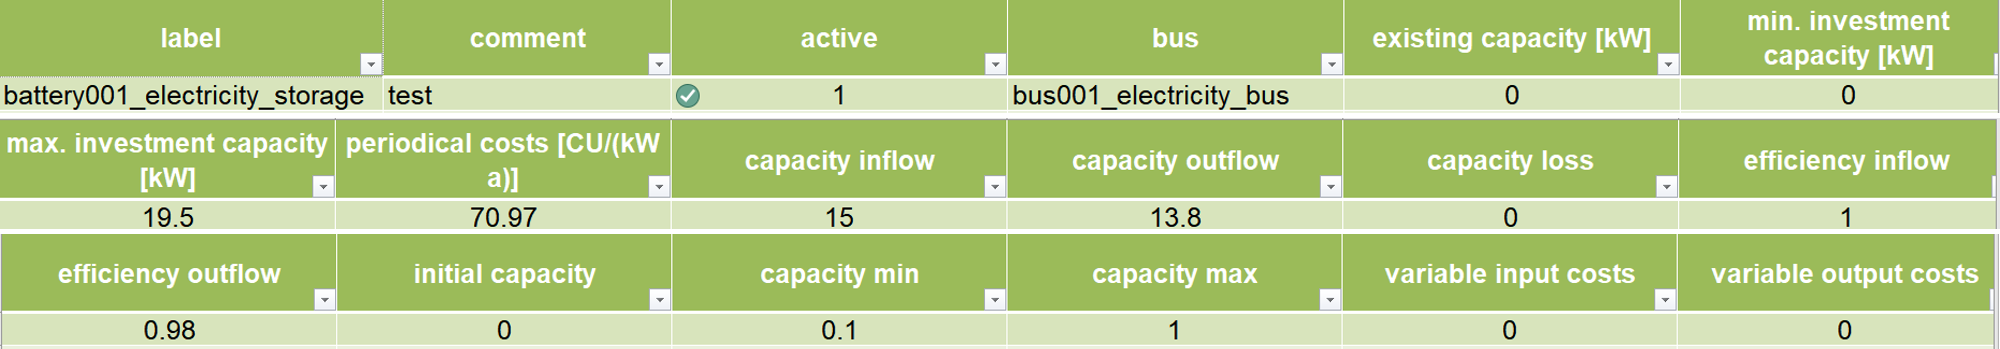 label comment active bus existing capacity [kW] min. investment capacity [kW]
battery001_electricity_storage test 1 bus001_electricity_bus 0 0
max. investment capacity [kW] periodical costs [CU/(kW a)] capacity inflow capacity outflow capacity loss efficiency inflow
19.5 70.97 15 13.8 0 1
efficiency outflow initial capacity capacity min capacity max variable input costs variable output costs
0.98 0 0.1 1 0 0